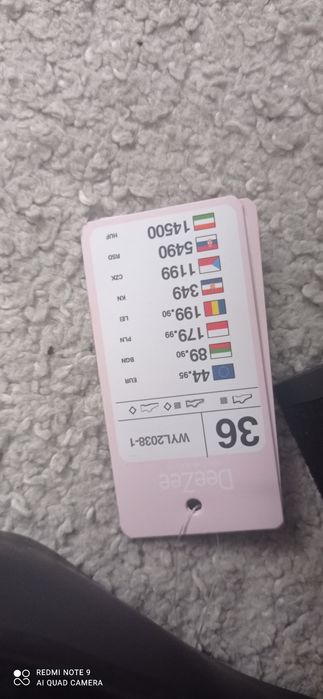 DeeZee
36
WYL2038-1
44.95 EUR
89.90 BGN
179.99 PLN
199.90 LEI
349 KN
1199 CZK
5490 RSD
14500 HUF
REDMI NOTE 9
AI QUAD CAMERA